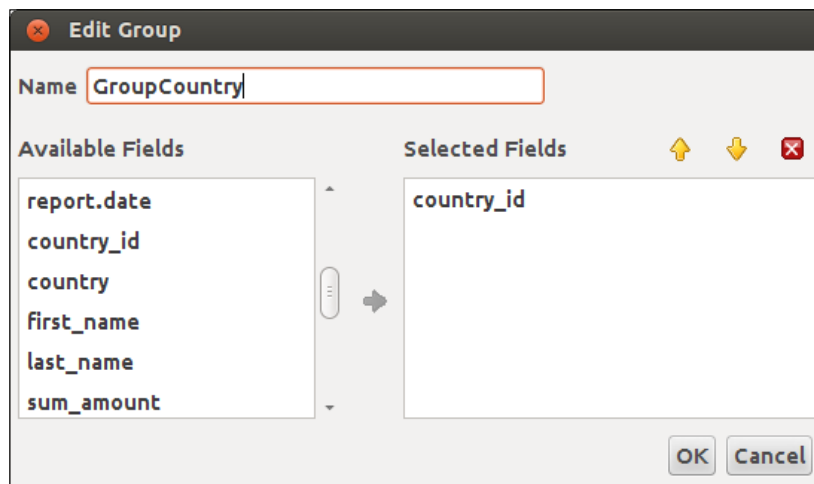 Edit Group
Name GroupCountry
Available Fields Selected Fields
report.date country_id
country_id
country
first_name
last_name
sum_amount
OK Cancel